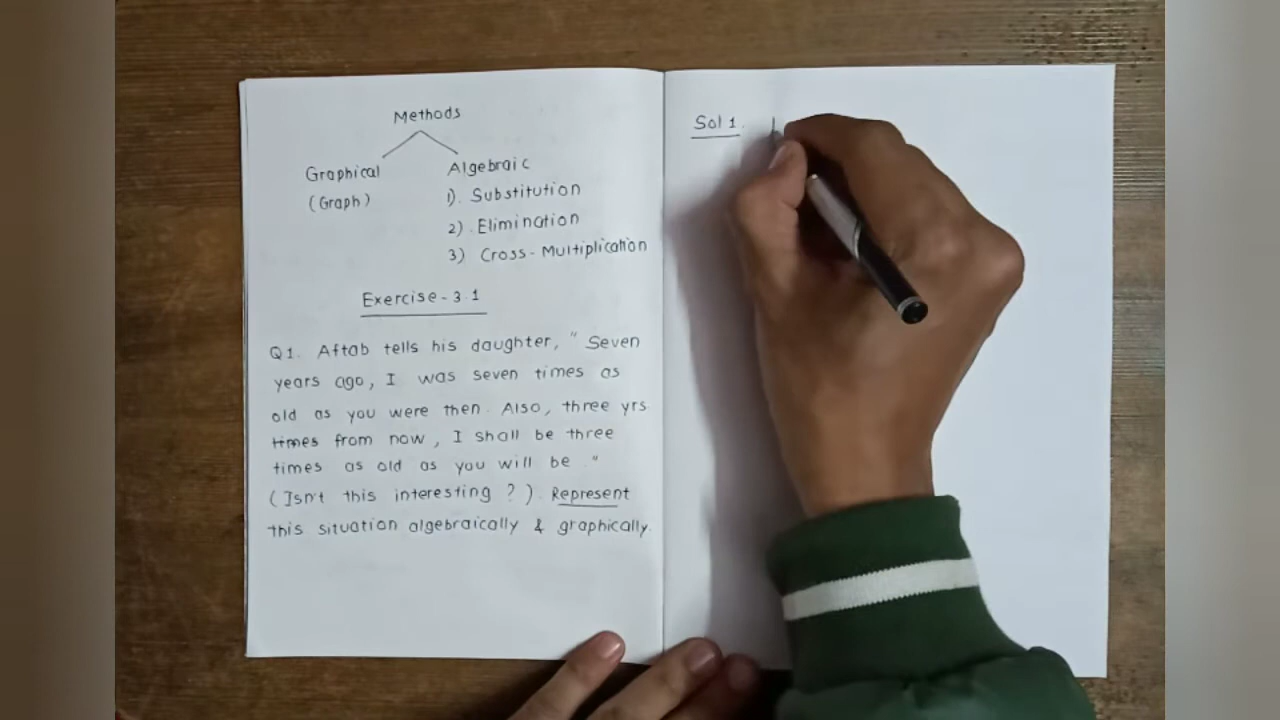 Methods
Graphical
(Graph)
Algebraic
1). Substitution
2). Elimination
3) Cross-Multiplication
Exercise-3.1
Q1. Aftab tells his daughter, "Seven
years ago, I was seven times as
old as you were then. Also, three yrs
times from now, I shall be three
times as old as you will be."
(Isn't this interesting?). Represent
this situation algebraically & graphically.
Sol 1.